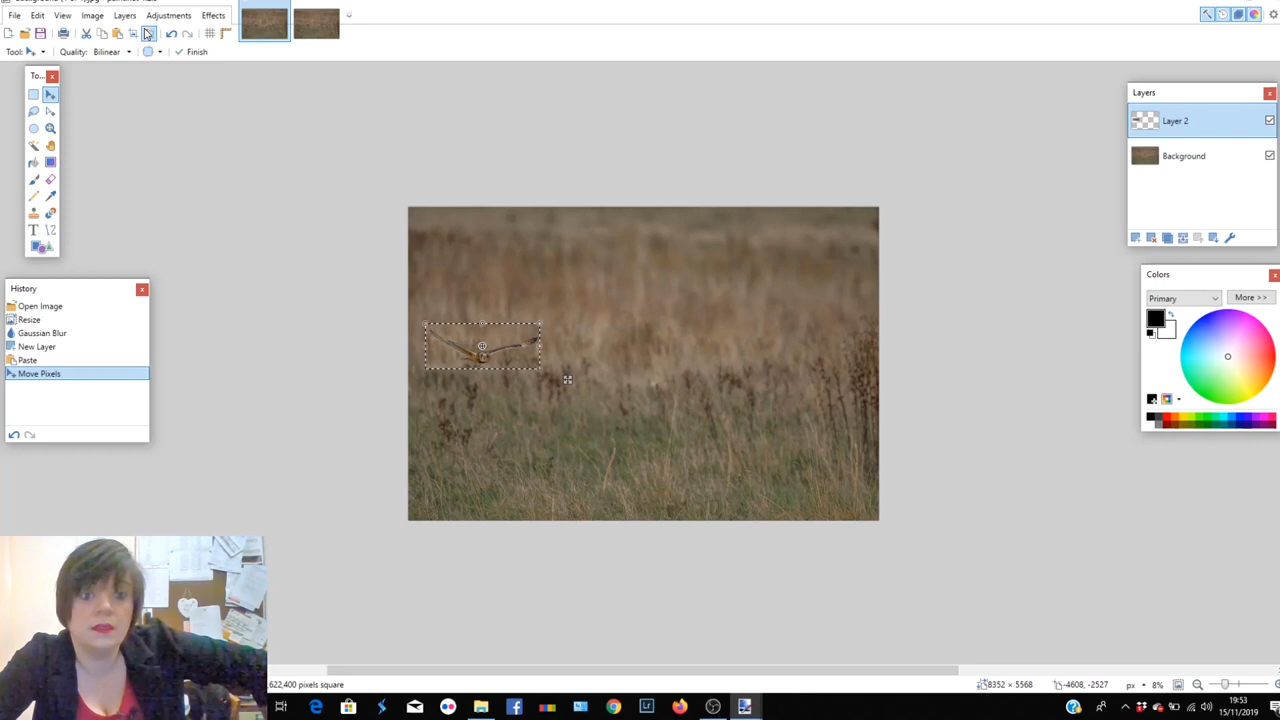 File Edit View Image Layers Adjustments Effects
Tool: Quality: Bilinear Finish
To...
Layers
Layer 2
Background
History
Open Image
Resize
Gaussian Blur
New Layer
Paste
Move Pixels
Colors
Primary More >>
,622,400 pixels square
8352 × 5568
-4608, -2527
px 8%
19:53
15/11/2019